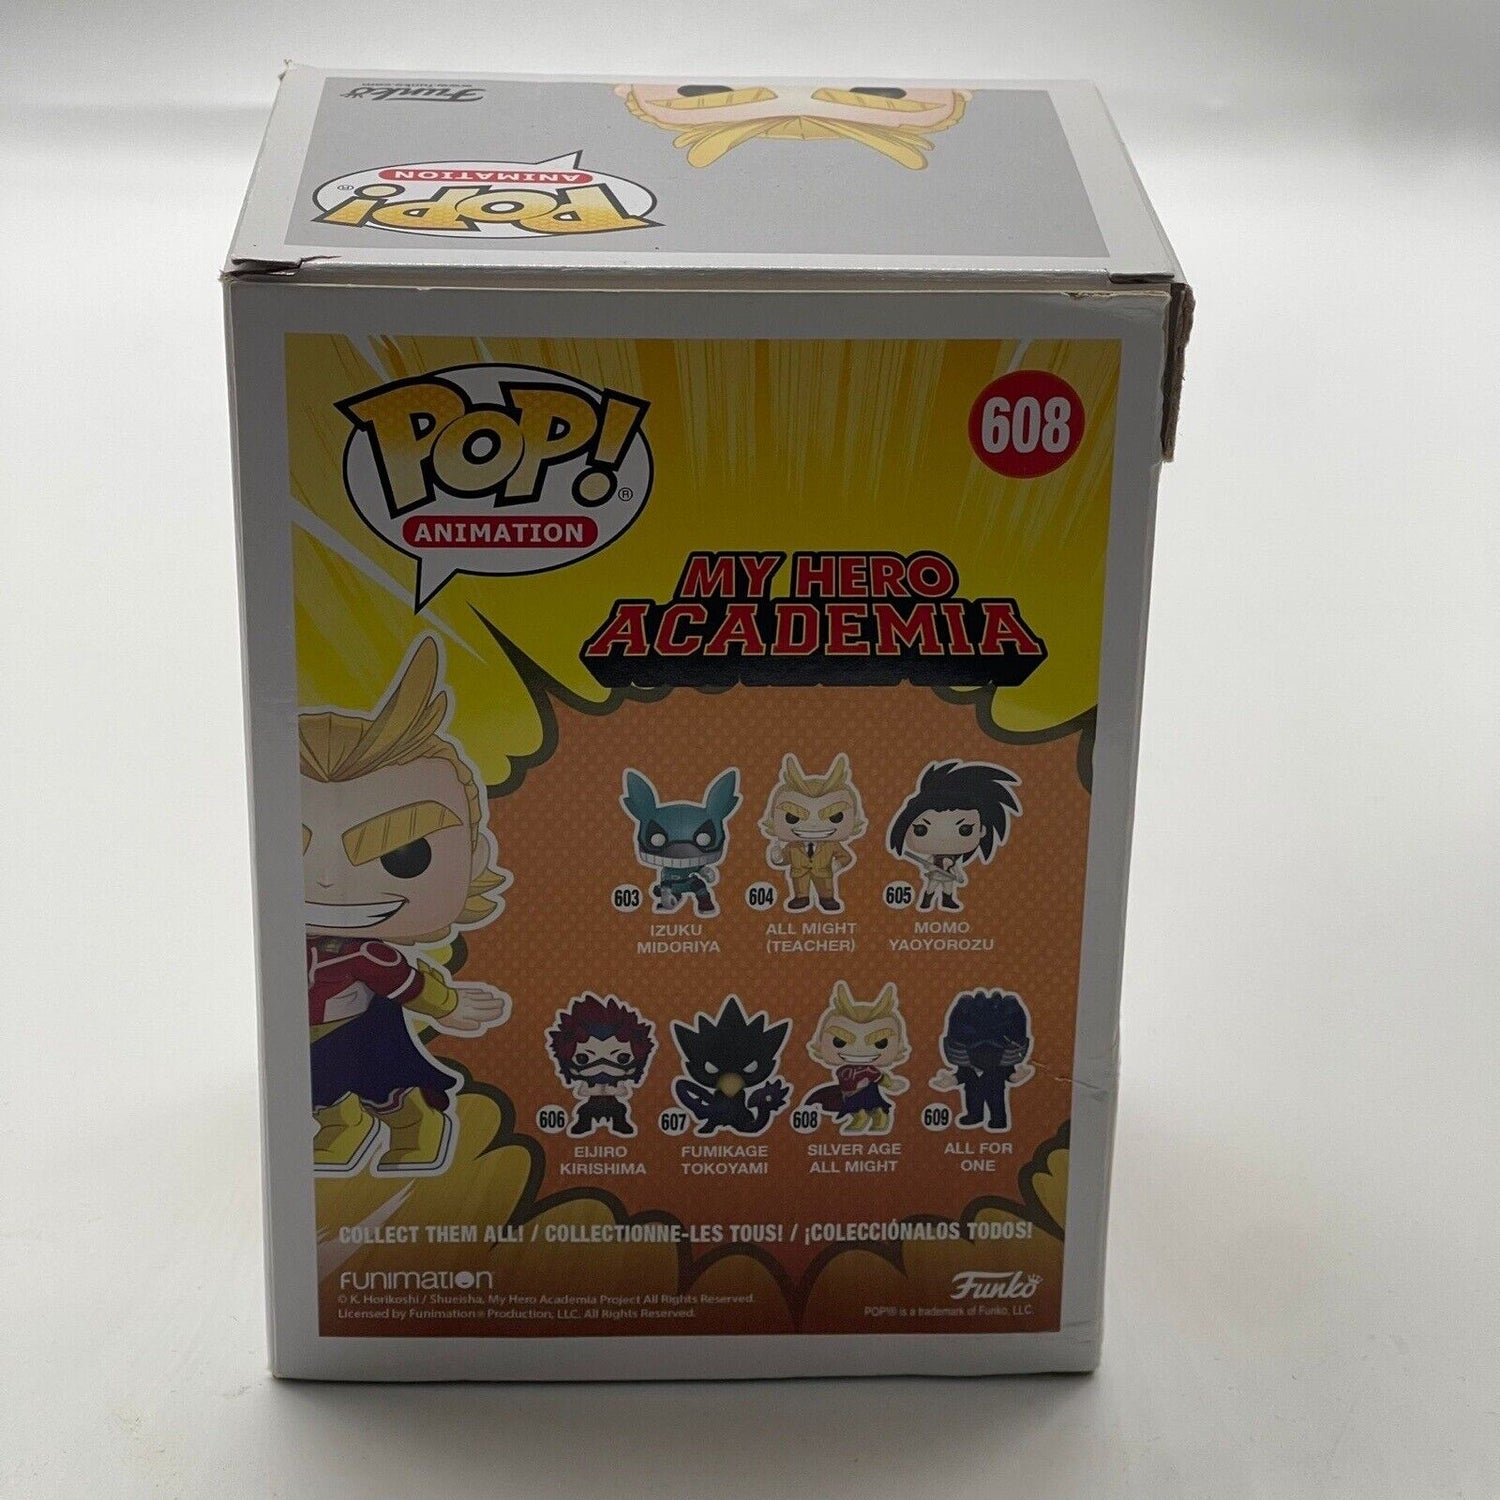 Funko
www.funko.com
POP!®
ANIMATION
POP!®
ANIMATION
608
MY HERO
ACADEMIA
603
IZUKU
MIDORIYA
604
ALL MIGHT
(TEACHER)
605
MOMO
YAOYOROZU
606
EIJIRO
KIRISHIMA
607
FUMIKAGE
TOKOYAMI
608
SILVER AGE
ALL MIGHT
609
ALL FOR
ONE
COLLECT THEM ALL! / COLLECTIONNE-LES TOUS! / ¡COLECCIÓNALOS TODOS!
FUNIMATION
© K. Horikoshi / Shueisha, My Hero Academia Project All Rights Reserved.
Licensed by Funimation® Production, LLC. All Rights Reserved.
Funko
POP!® is a trademark of Funko, LLC.